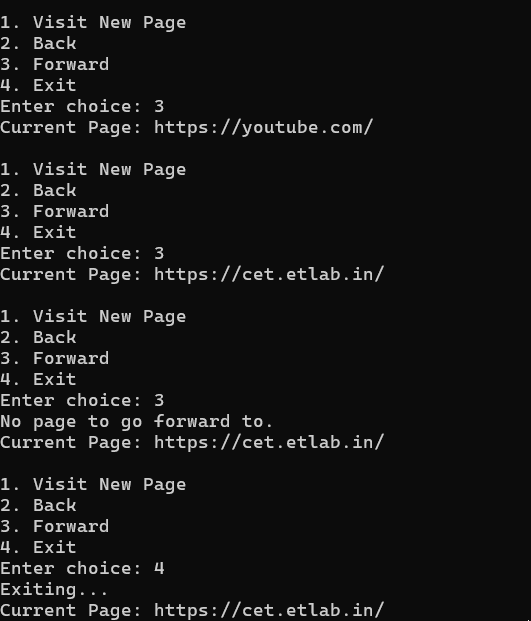 1. Visit New Page
2. Back
3. Forward
4. Exit
Enter choice: 3
Current Page: https://youtube.com/

1. Visit New Page
2. Back
3. Forward
4. Exit
Enter choice: 3
Current Page: https://cet.etlab.in/

1. Visit New Page
2. Back
3. Forward
4. Exit
Enter choice: 3
No page to go forward to.
Current Page: https://cet.etlab.in/

1. Visit New Page
2. Back
3. Forward
4. Exit
Enter choice: 4
Exiting...
Current Page: https://cet.etlab.in/